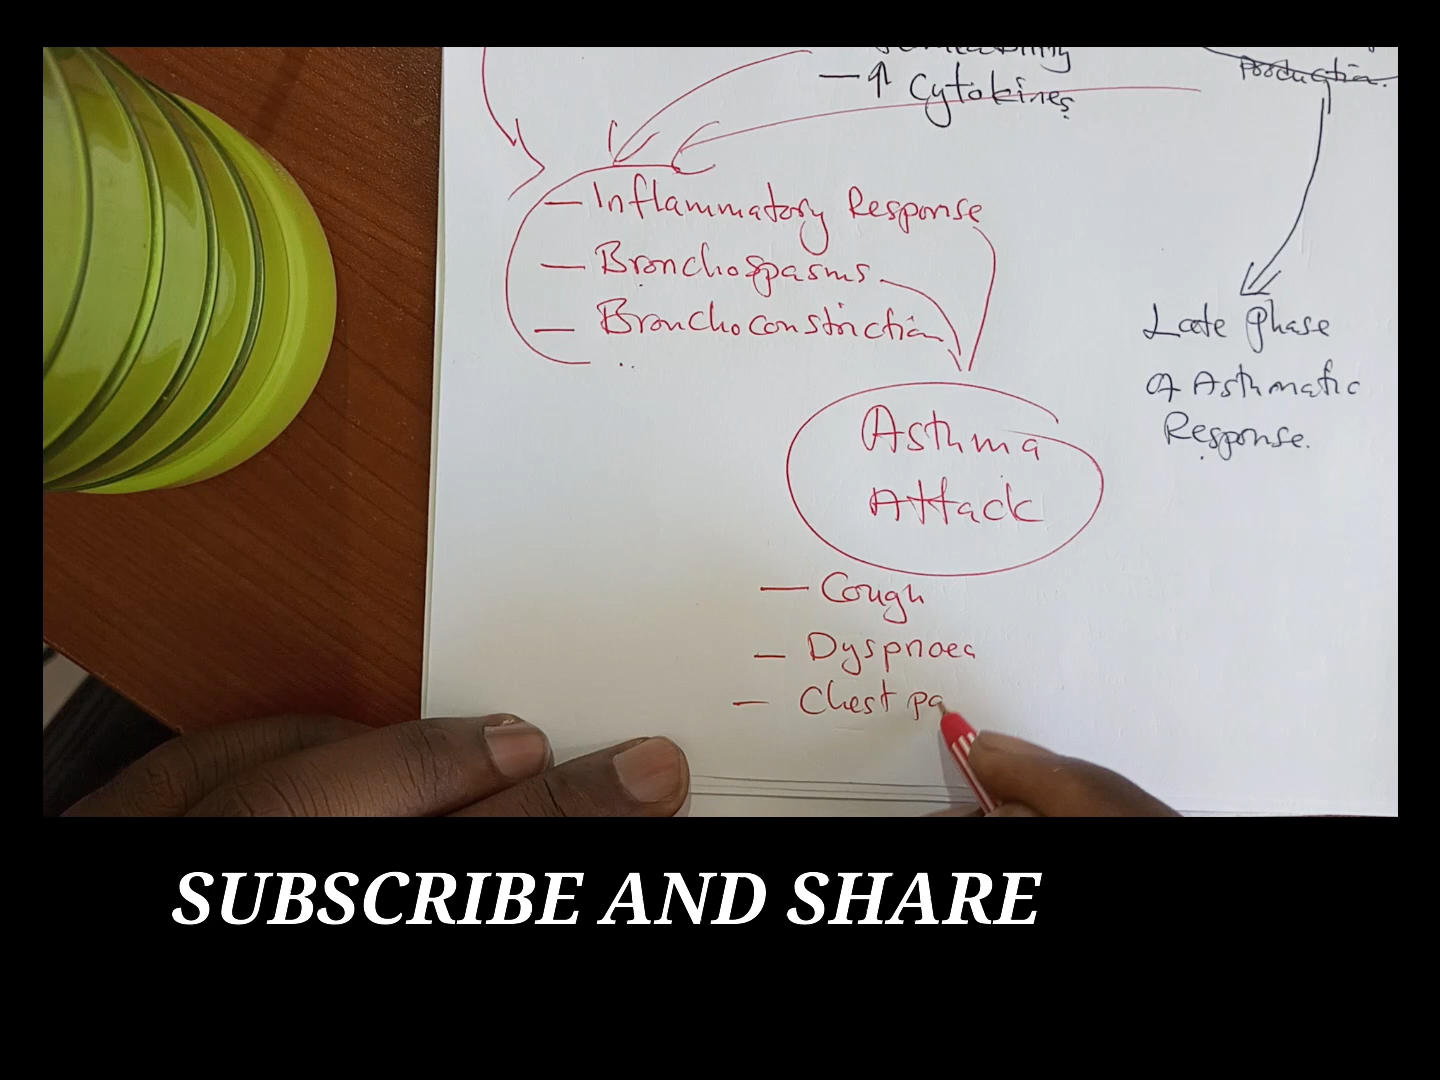 — ↑ Cytokines
Production.
— Inflammatory Response
— Bronchospasms
— Bronchoconstriction
Late Phase
of Asthmatic
Response.
Asthma
Attack
— Cough
— Dyspnoea
— Chest pa
SUBSCRIBE AND SHARE